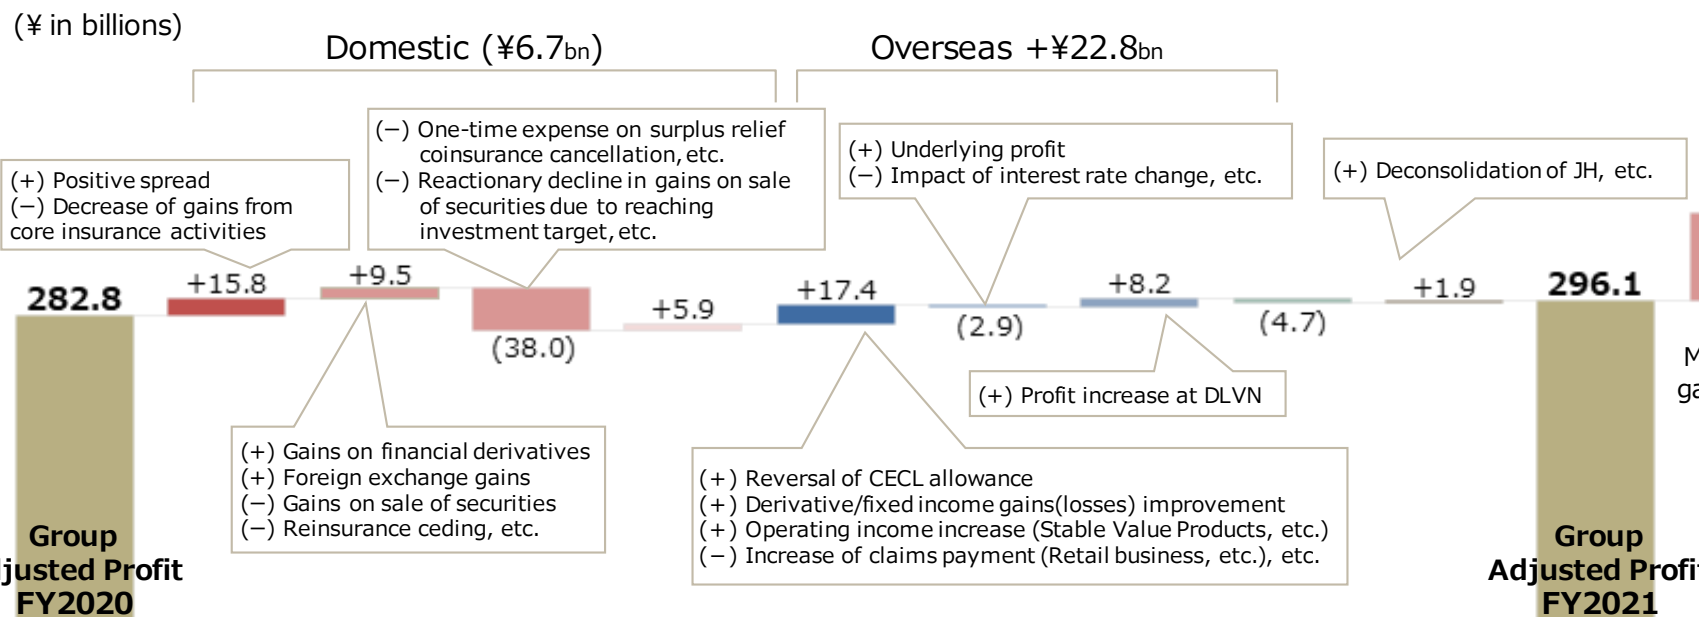 (¥ in billions)
Domestic (¥6.7bn)
Overseas +¥22.8bn
(+) Positive spread
(−) Decrease of gains from
core insurance activities
(−) One-time expense on surplus relief
coinsurance cancellation, etc.
(−) Reactionary decline in gains on sale
of securities due to reaching
investment target, etc.
(+) Underlying profit
(−) Impact of interest rate change, etc.
(+) Deconsolidation of JH, etc.
282.8
+15.8
+9.5
(38.0)
+5.9
+17.4
(2.9)
+8.2
(4.7)
+1.9
296.1
(+) Profit increase at DLVN
(+) Gains on financial derivatives
(+) Foreign exchange gains
(−) Gains on sale of securities
(−) Reinsurance ceding, etc.
(+) Reversal of CECL allowance
(+) Derivative/fixed income gains(losses) improvement
(+) Operating income increase (Stable Value Products, etc.)
(−) Increase of claims payment (Retail business, etc.), etc.
Group
justed Profit
FY2020
Group
Adjusted Profit
FY2021
M
ga